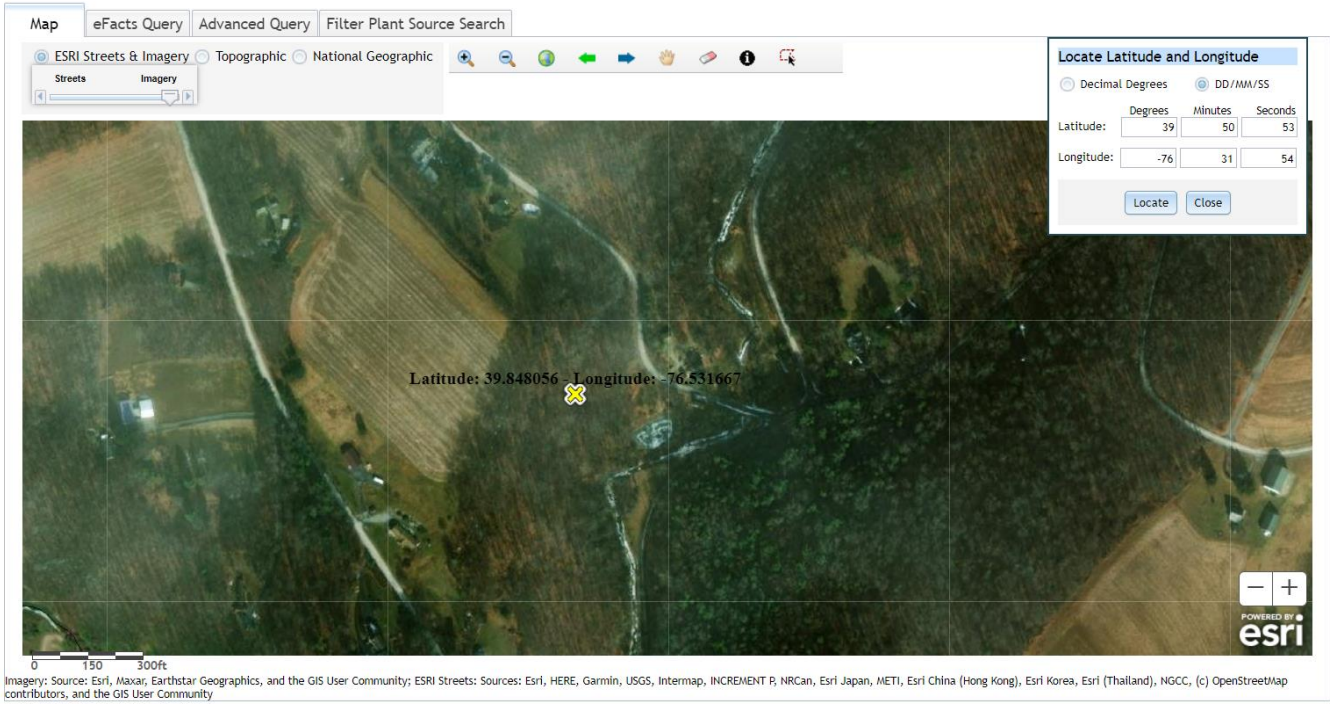 Map eFacts Query Advanced Query Filter Plant Source Search
ESRI Streets & Imagery Topographic National Geographic
Streets Imagery
Locate Latitude and Longitude
Decimal Degrees DD/MM/SS
Degrees Minutes Seconds
Latitude: 39 50 53
Longitude: -76 31 54
Locate Close
Latitude: 39.848056 - Longitude: -76.531667
POWERED BY
esri
0 150 300ft
Imagery: Source: Esri, Maxar, Earthstar Geographics, and the GIS User Community; ESRI Streets: Sources: Esri, HERE, Garmin, USGS, Intermap, INCREMENT P, NRCan, Esri Japan, METI, Esri China (Hong Kong), Esri Korea, Esri (Thailand), NGCC, (c) OpenStreetMap
contributors, and the GIS User Community